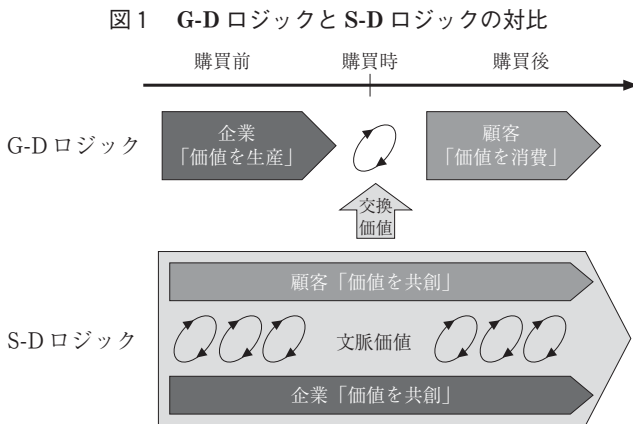 図1 G-D ロジックと S-D ロジックの対比
購買前 購買時 購買後
G-D ロジック
企業
「価値を生産」
顧客
「価値を消費」
交換
価値
S-D ロジック
顧客「価値を共創」
文脈価値
企業「価値を共創」